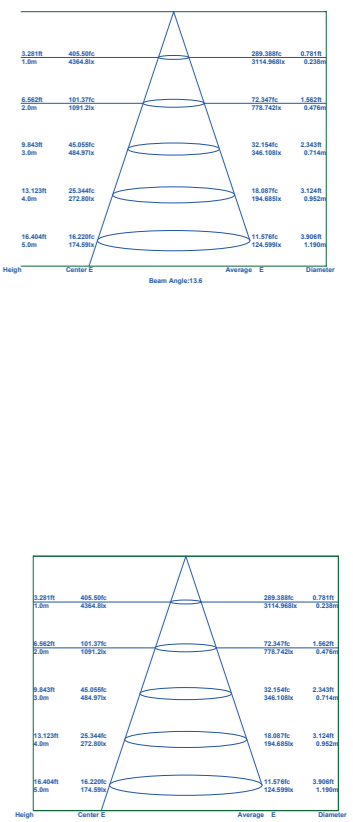 3.281ft 405.50fc 289.388fc 0.781ft
1.0m 4364.8lx 3114.968lx 0.238m
6.562ft 101.37fc 72.347fc 1.562ft
2.0m 1091.2lx 778.742lx 0.476m
9.843ft 45.055fc 32.154fc 2.343ft
3.0m 484.97lx 346.108lx 0.714m
13.123ft 25.344fc 18.087fc 3.124ft
4.0m 272.80lx 194.685lx 0.952m
16.404ft 16.220fc 11.576fc 3.906ft
5.0m 174.59lx 124.599lx 1.190m
Heigh Center E Average E Diameter
Beam Angle:13.6
3.281ft 405.50fc 289.388fc 0.781ft
1.0m 4364.8lx 3114.968lx 0.238m
6.562ft 101.37fc 72.347fc 1.562ft
2.0m 1091.2lx 778.742lx 0.476m
9.843ft 45.055fc 32.154fc 2.343ft
3.0m 484.97lx 346.108lx 0.714m
13.123ft 25.344fc 18.087fc 3.124ft
4.0m 272.80lx 194.685lx 0.952m
16.404ft 16.220fc 11.576fc 3.906ft
5.0m 174.59lx 124.599lx 1.190m
Heigh Center E Average E Diameter